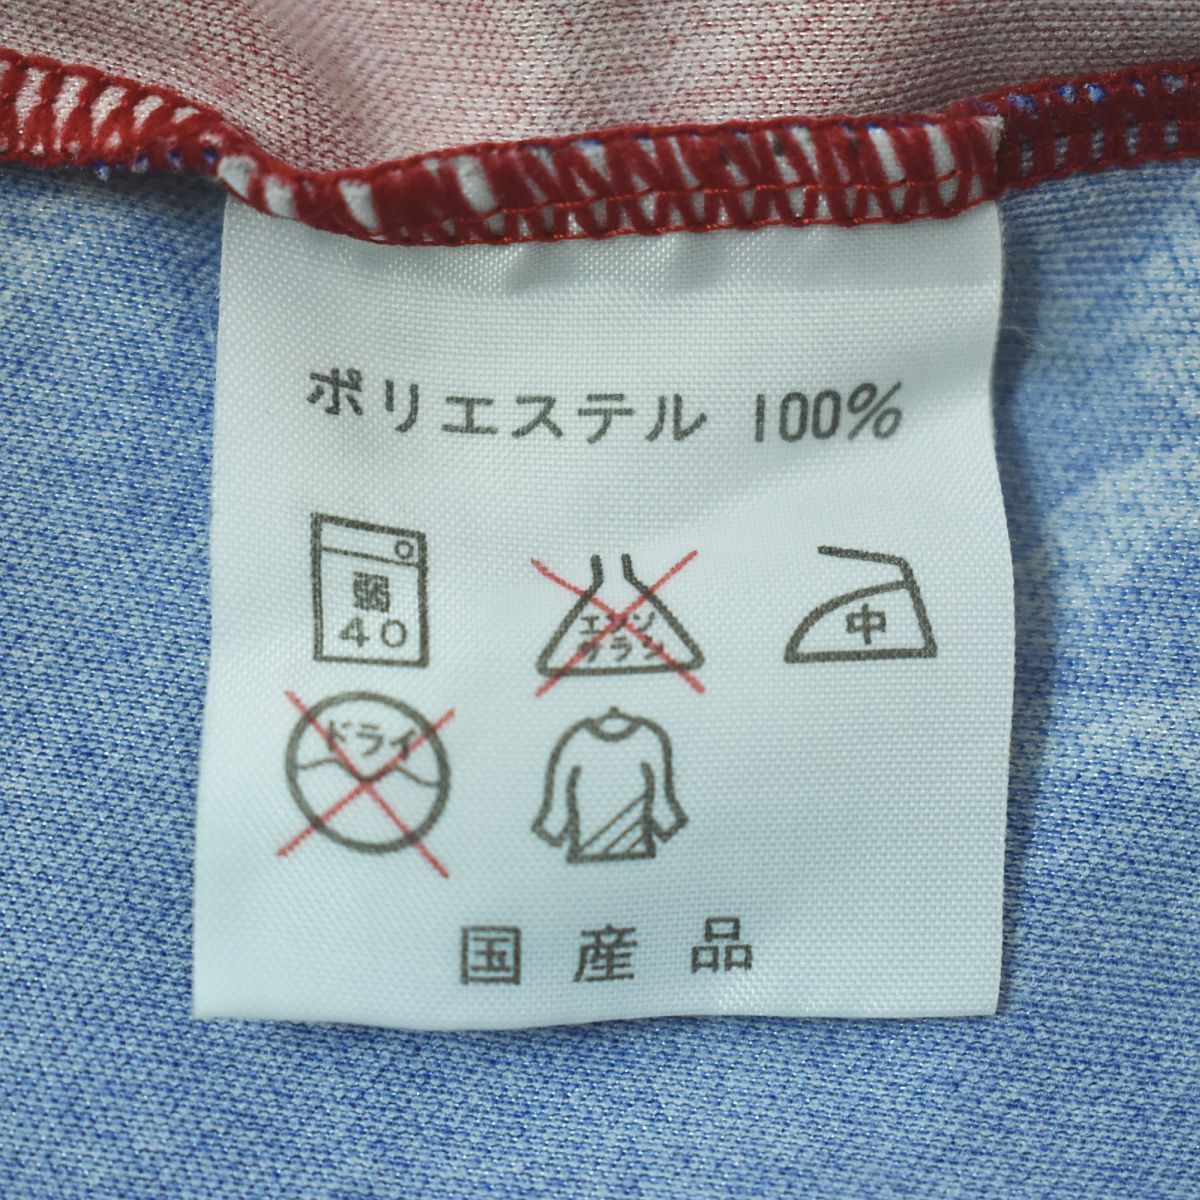 ポリエステル 100%
弱
40
エンソ
サラシ
中
ドライ
国産品